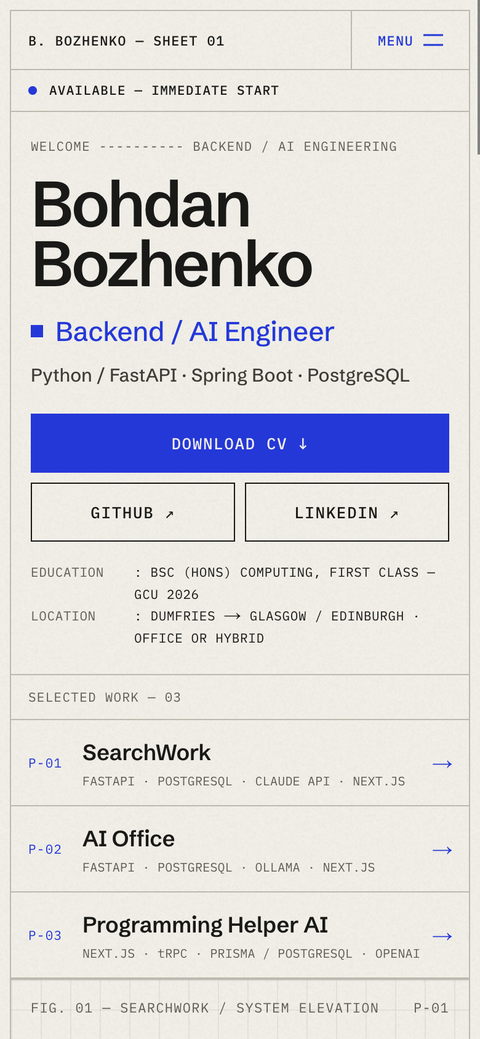 B. BOZHENKO — SHEET 01
MENU
AVAILABLE — IMMEDIATE START
WELCOME ---------- BACKEND / AI ENGINEERING
Bohdan
Bozhenko
Backend / AI Engineer
Python / FastAPI · Spring Boot · PostgreSQL
DOWNLOAD CV ↓
GITHUB ↗
LINKEDIN ↗
EDUCATION : BSC (HONS) COMPUTING, FIRST CLASS —
GCU 2026
LOCATION : DUMFRIES ⟶ GLASGOW / EDINBURGH ·
OFFICE OR HYBRID
SELECTED WORK — 03
P-01 SearchWork →
FASTAPI · POSTGRESQL · CLAUDE API · NEXT.JS
P-02 AI Office →
FASTAPI · POSTGRESQL · OLLAMA · NEXT.JS
P-03 Programming Helper AI →
NEXT.JS · tRPC · PRISMA / POSTGRESQL · OPENAI
FIG. 01 — SEARCHWORK / SYSTEM ELEVATION P-01